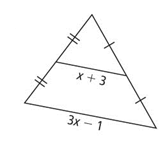 x + 3
3x − 1